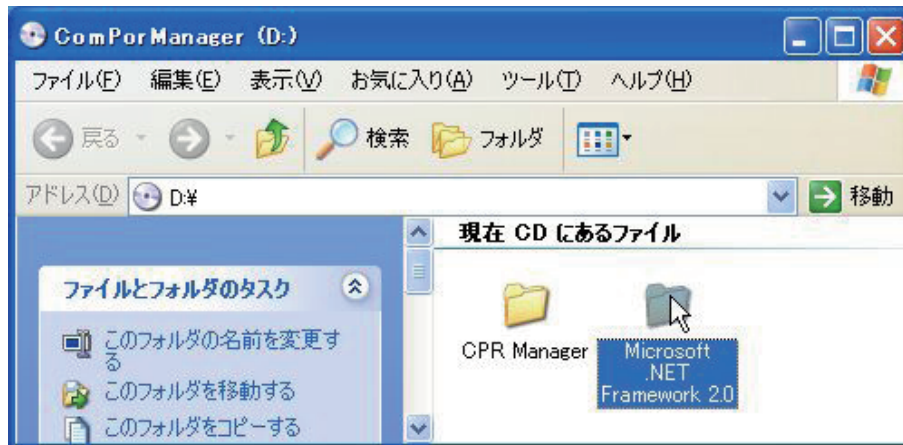 ComPorManager (D:)
ファイル(F) 編集(E) 表示(V) お気に入り(A) ツール(T) ヘルプ(H)
戻る 検索 フォルダ
アドレス(D) D:¥ 移動
現在 CD にあるファイル
ファイルとフォルダのタスク
このフォルダの名前を変更す
る
このフォルダを移動する
このフォルダをコピーする
CPR Manager
Microsoft
.NET
Framework 2.0